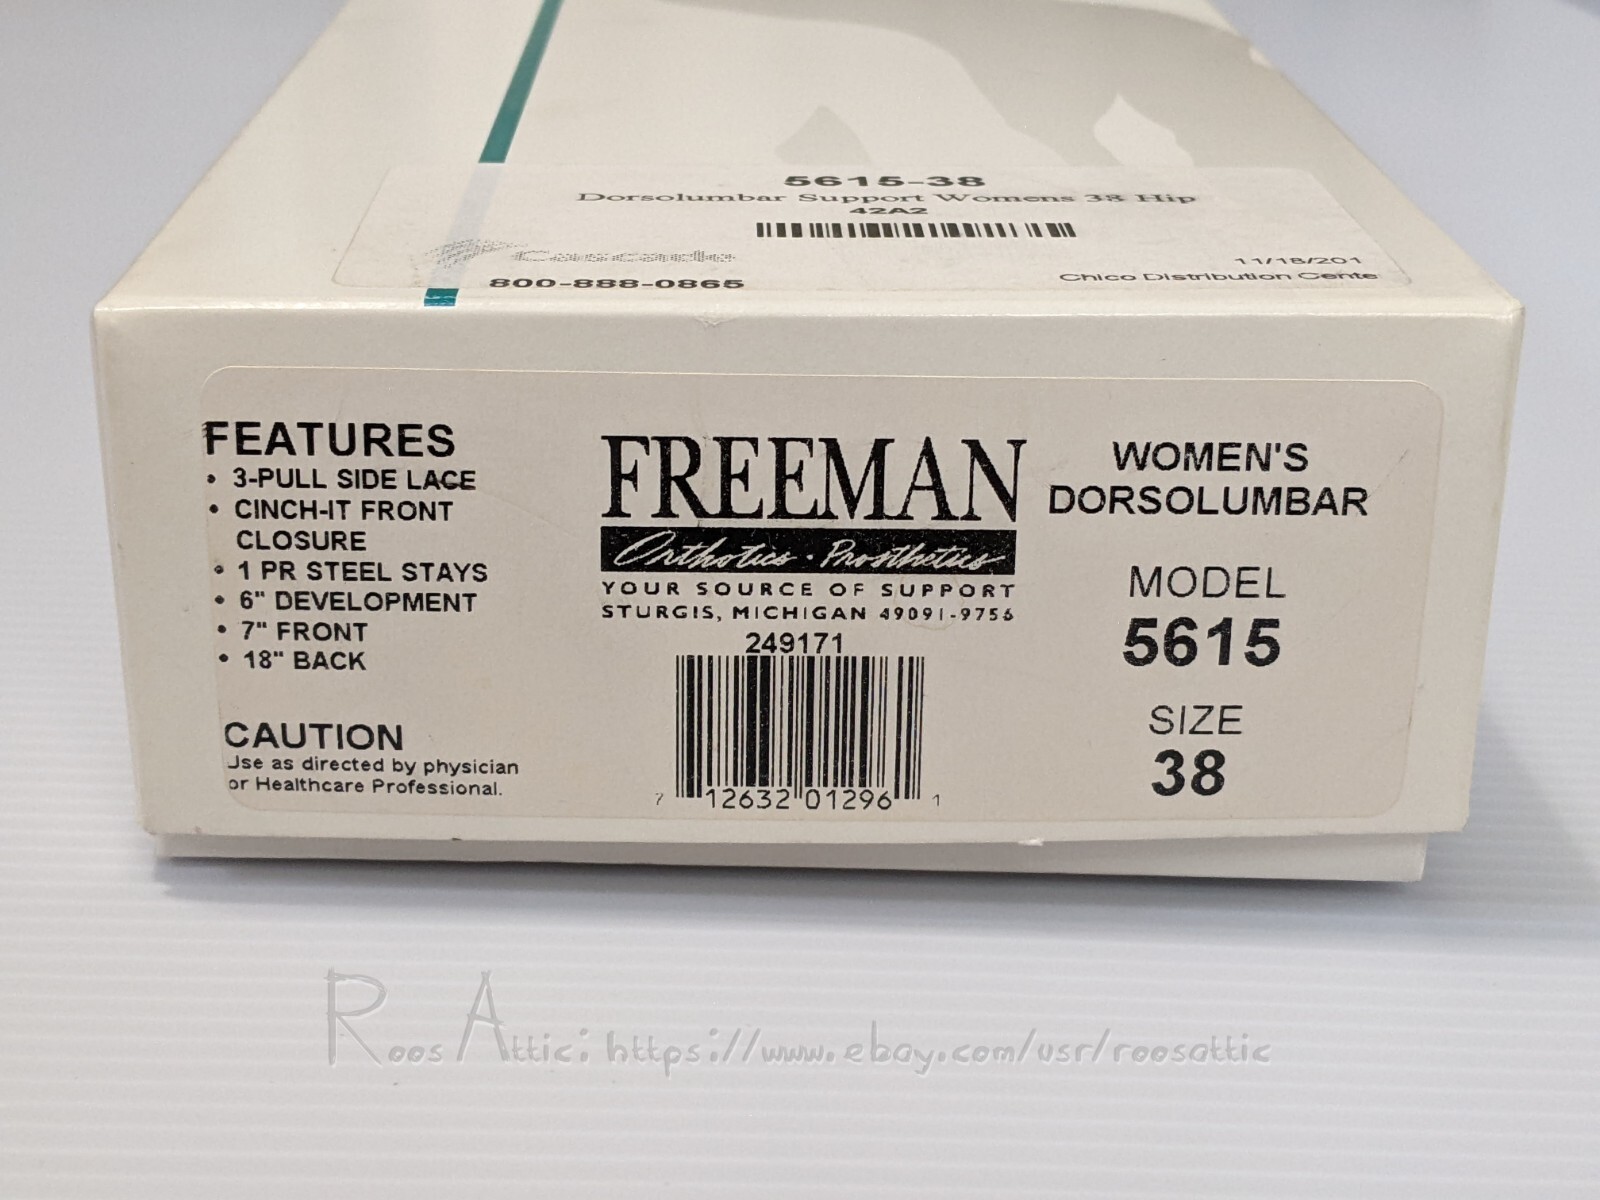 5615-38
Dorsolumbar Support Womens 38 Hip
42A2
Cascade
800-888-0865
11/18/201
Chico Distribution Cente
FEATURES
• 3-PULL SIDE LACE
• CINCH-IT FRONT
CLOSURE
• 1 PR STEEL STAYS
• 6" DEVELOPMENT
• 7" FRONT
• 18" BACK
CAUTION
Use as directed by physician
or Healthcare Professional.
FREEMAN
Orthotics · Prosthetics
YOUR SOURCE OF SUPPORT
STURGIS, MICHIGAN 49091-9756
249171
7 12632 01296 1
WOMEN'S
DORSOLUMBAR
MODEL
5615
SIZE
38
Roos Attic: https://www.ebay.com/usr/roosattic